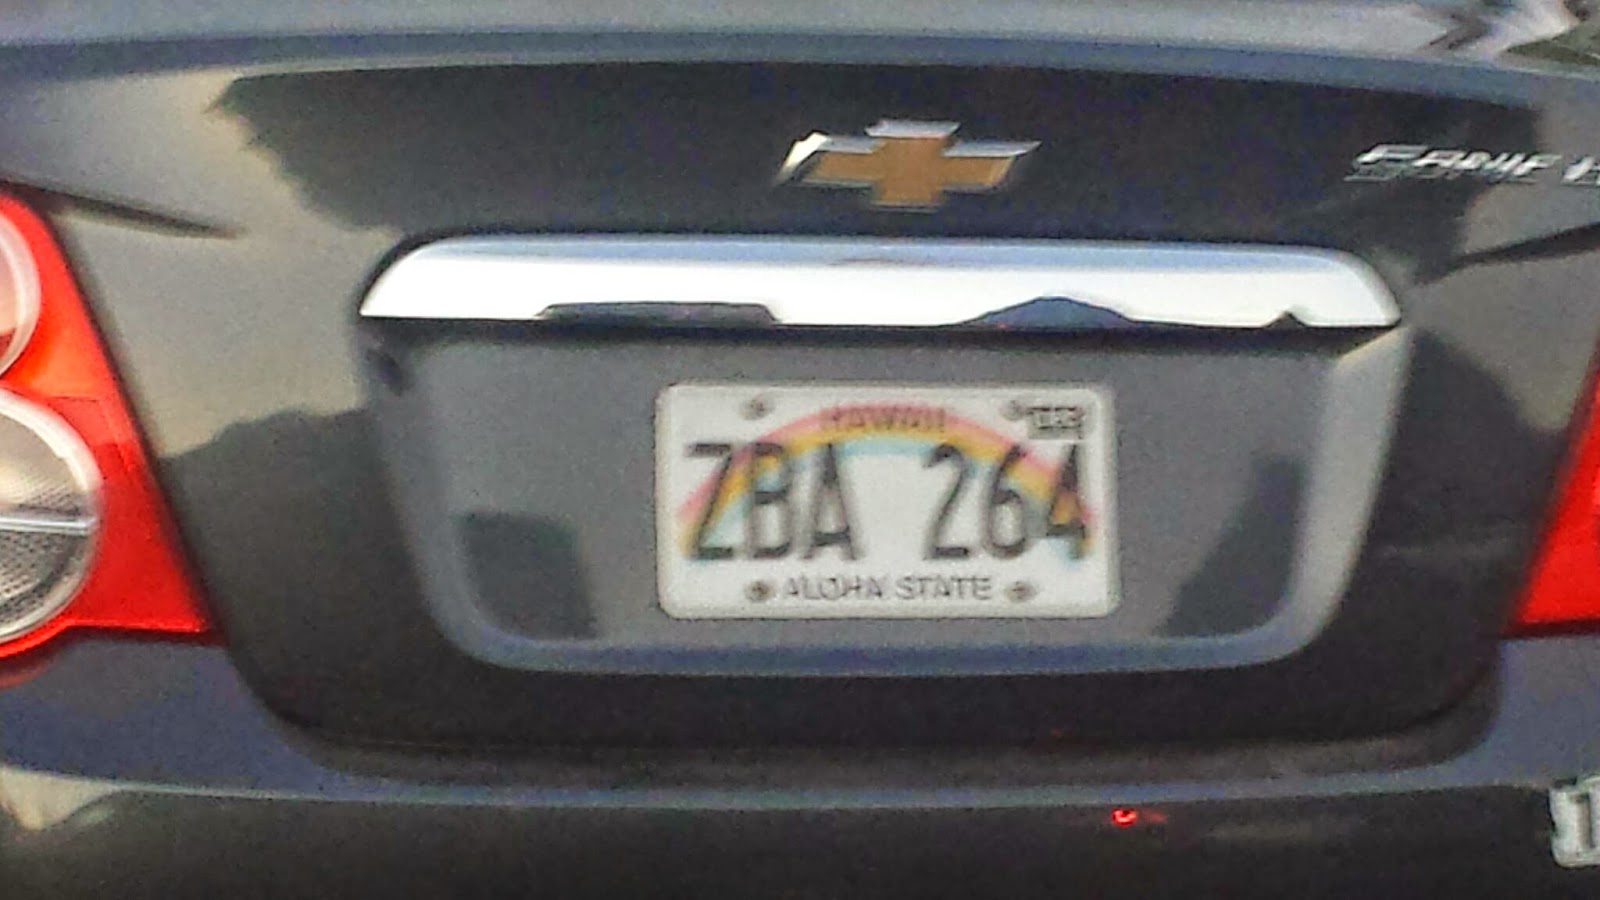 HAWAII
ZBA 264
ALOHA STATE